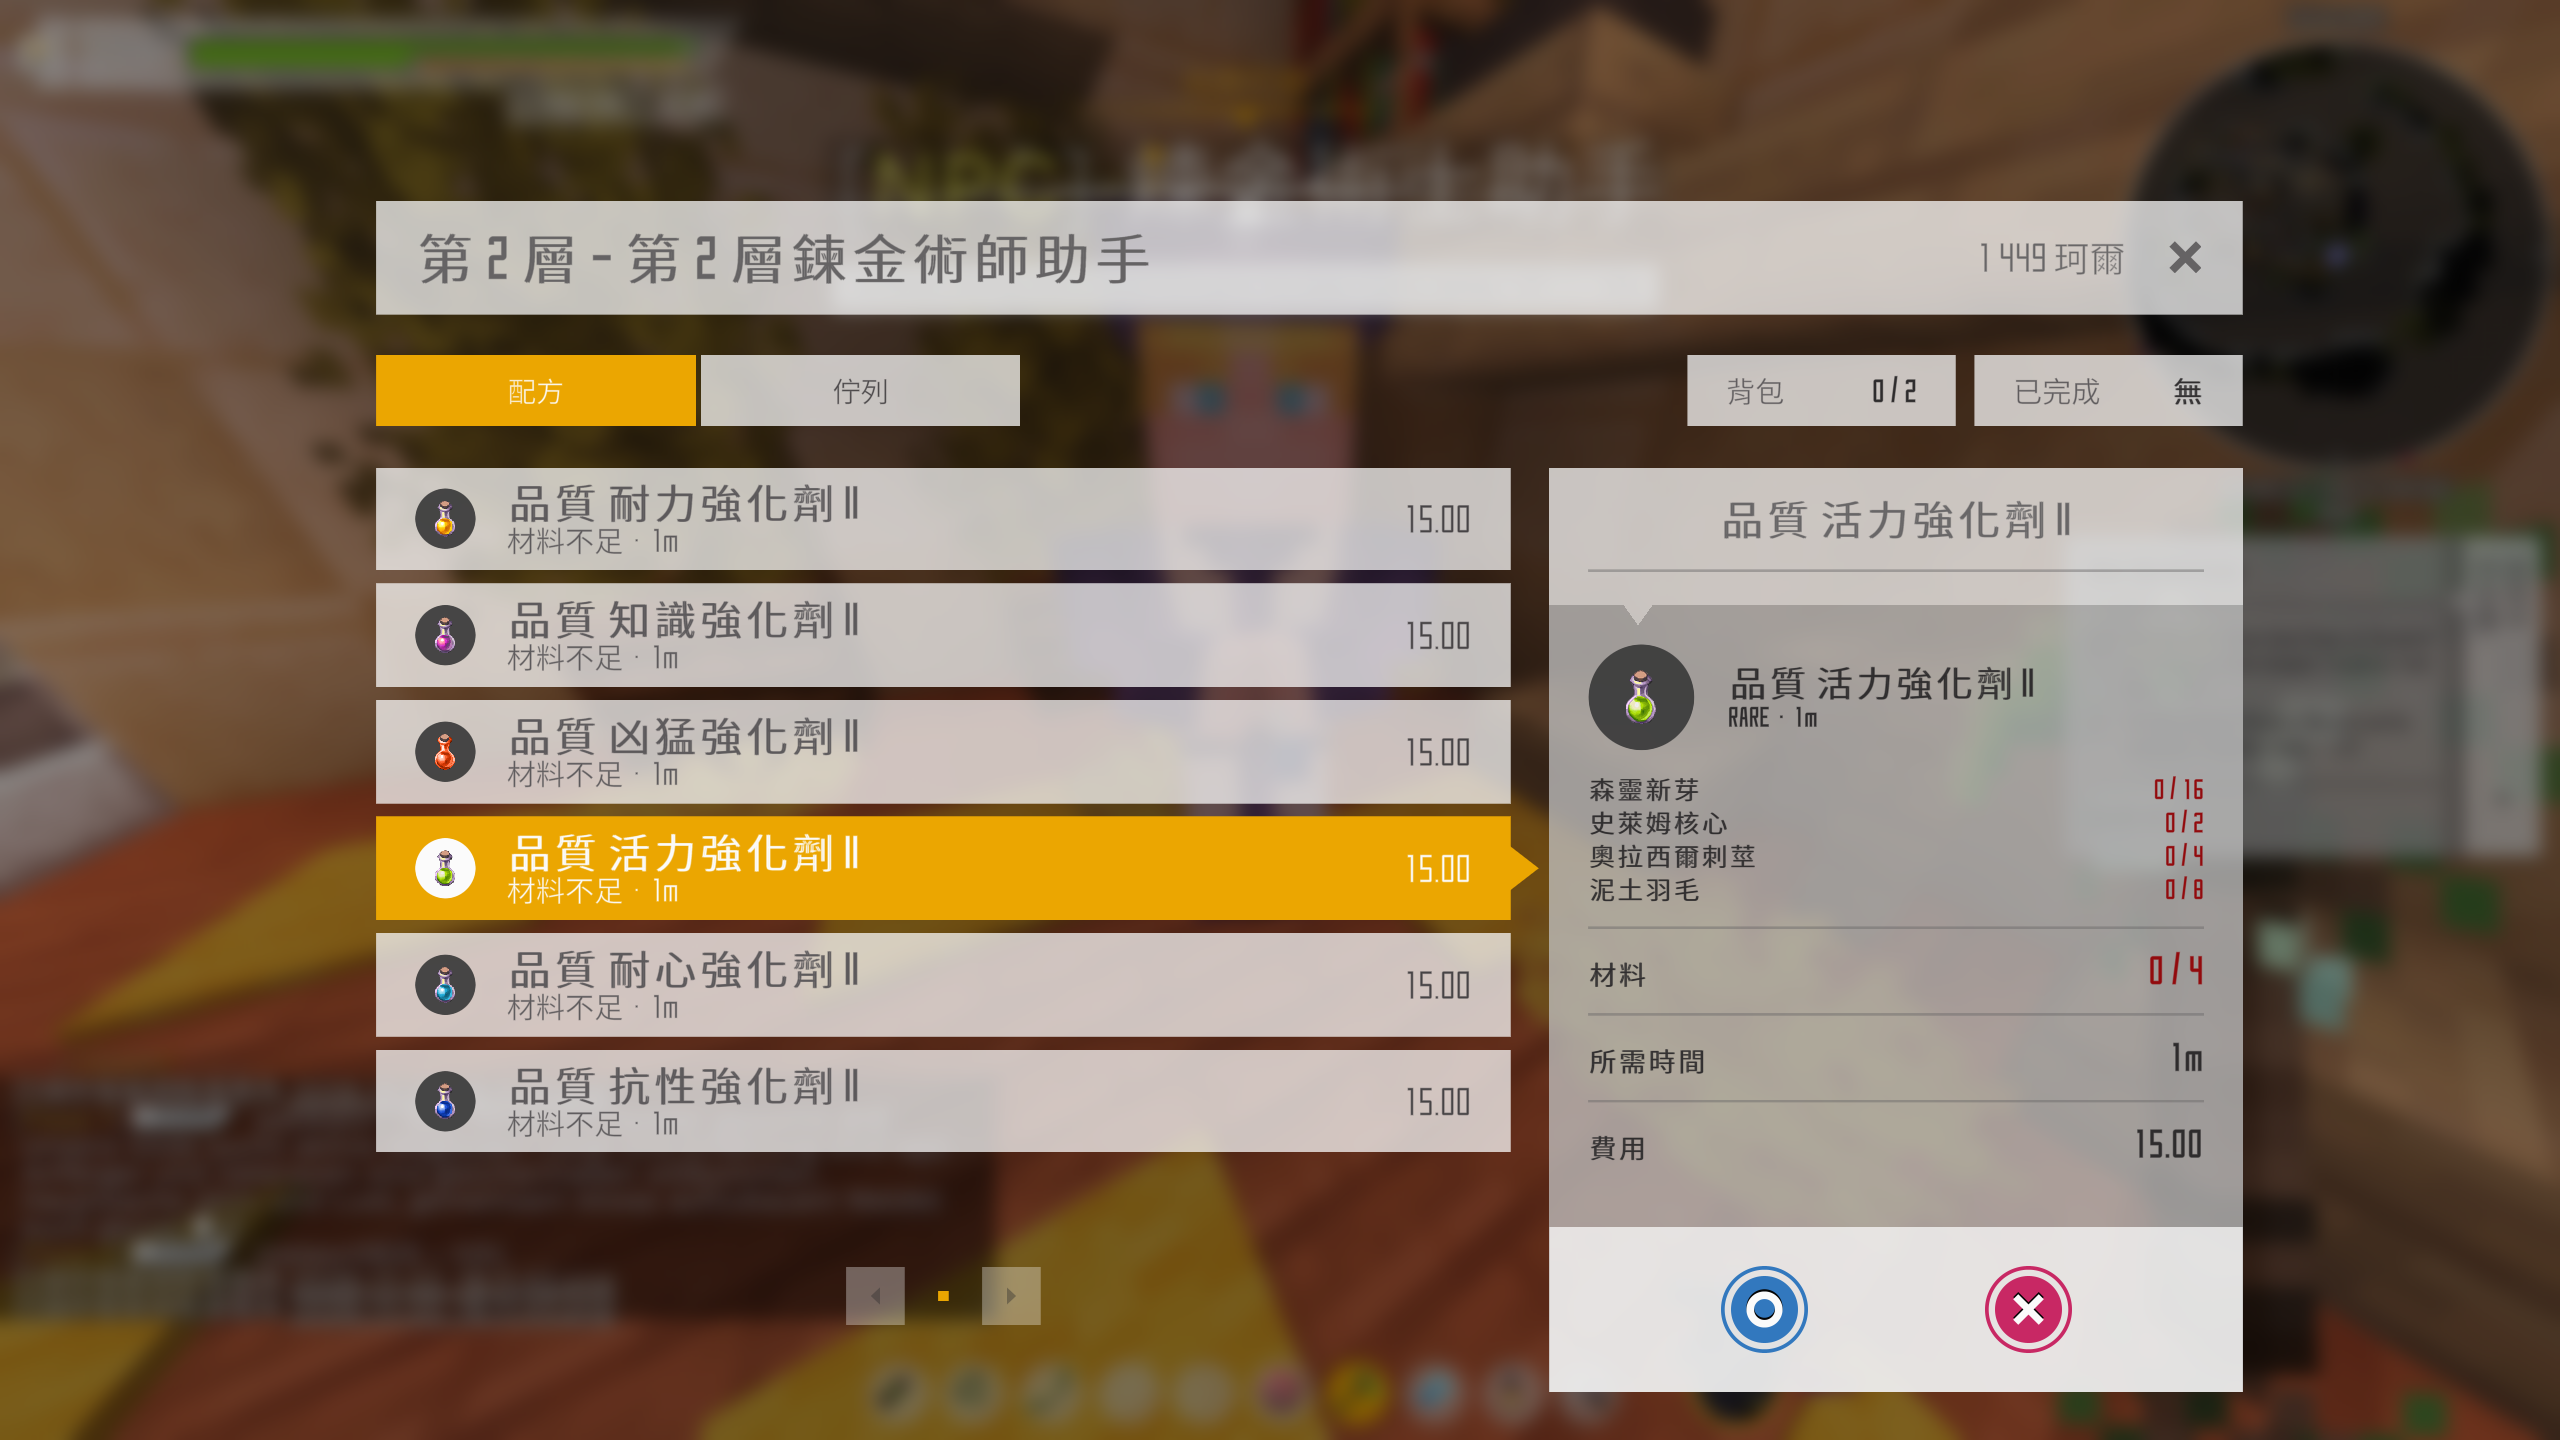 第2層 - 第2層鍊金術師助手
1 449 珂爾
配方
佇列
背包 0/2
已完成 無
品質 耐力強化劑 II
材料不足 · 1m
15.00
品質 知識強化劑 II
材料不足 · 1m
15.00
品質 凶猛強化劑 II
材料不足 · 1m
15.00
品質 活力強化劑 II
材料不足 · 1m
15.00
品質 耐心強化劑 II
材料不足 · 1m
15.00
品質 抗性強化劑 II
材料不足 · 1m
15.00
品質 活力強化劑 II
品質 活力強化劑 II
RARE · 1m
森靈新芽 0/16
史萊姆核心 0/2
奧拉西爾刺莖 0/4
泥土羽毛 0/8
材料 0/4
所需時間 1m
費用 15.00